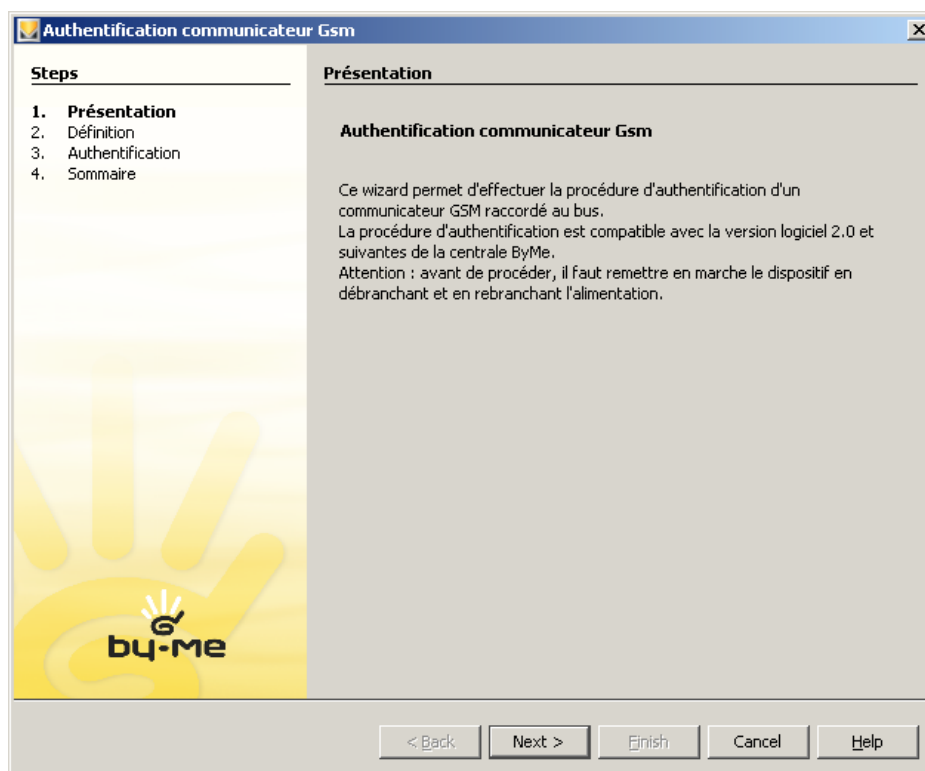 Authentification communicateur Gsm
Steps
1. Présentation
2. Définition
3. Authentification
4. Sommaire
Présentation
Authentification communicateur Gsm
Ce wizard permet d'effectuer la procédure d'authentification d'un
communicateur GSM raccordé au bus.
La procédure d'authentification est compatible avec la version logiciel 2.0 et
suivantes de la centrale ByMe.
Attention : avant de procéder, il faut remettre en marche le dispositif en
débranchant et en rebranchant l'alimentation.
by-me
< Back Next > Finish Cancel Help